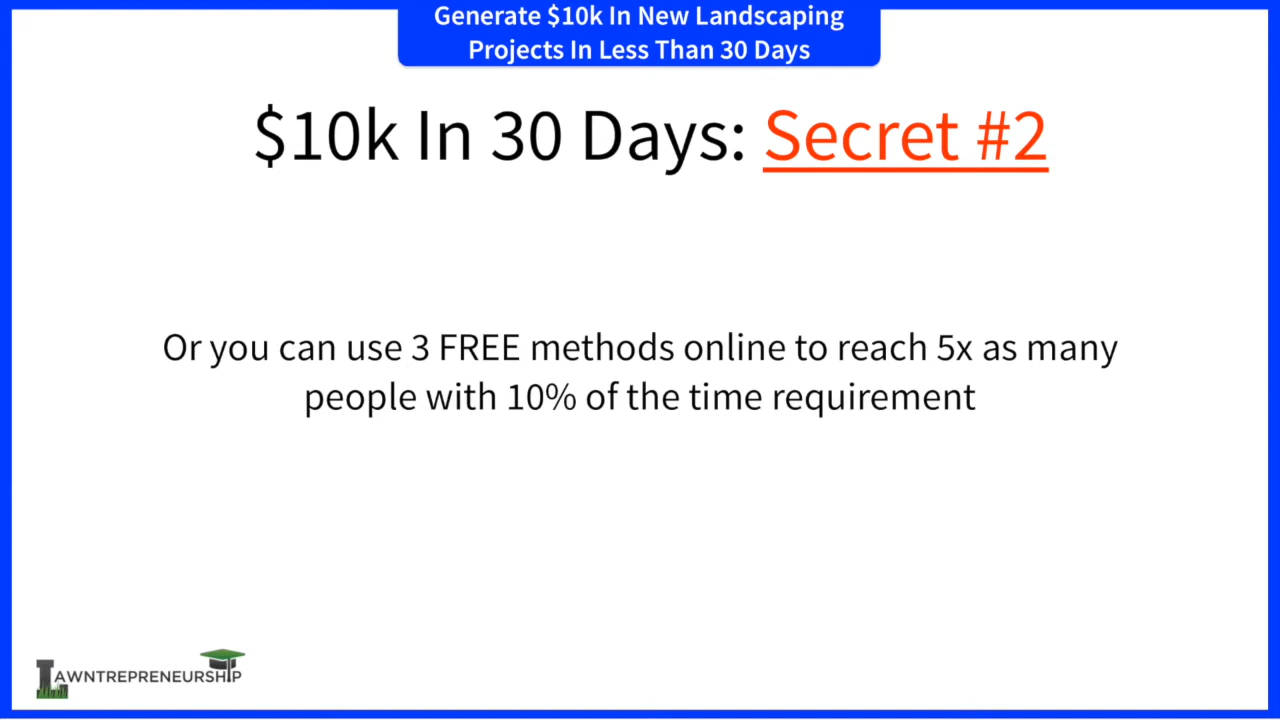 Generate $10k In New Landscaping
Projects In Less Than 30 Days
$10k In 30 Days: Secret #2
Or you can use 3 FREE methods online to reach 5x as many
people with 10% of the time requirement
LAWNTREPRENEURSHIP